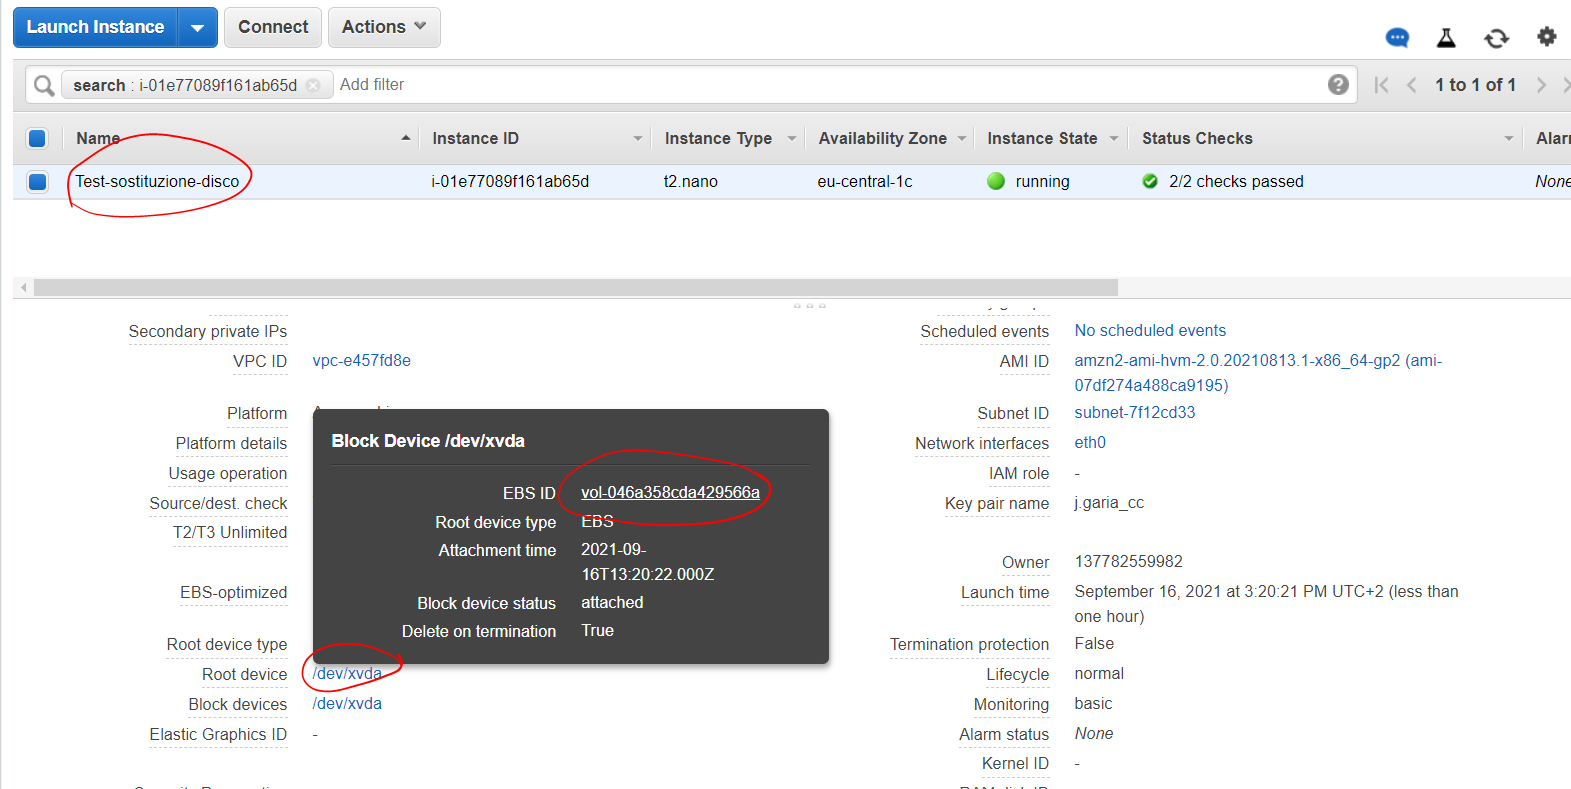 Launch Instance
Connect
Actions
search : i-01e77089f161ab65d
Add filter
1 to 1 of 1
Name
Instance ID
Instance Type
Availability Zone
Instance State
Status Checks
Alarm
Test-sostituzione-disco
i-01e77089f161ab65d
t2.nano
eu-central-1c
running
2/2 checks passed
None
Secondary private IPs
VPC ID
vpc-e457fd8e
Platform
Platform details
Usage operation
Source/dest. check
T2/T3 Unlimited
EBS-optimized
Root device type
Root device
/dev/xvda
Block devices
/dev/xvda
Elastic Graphics ID
-
Block Device /dev/xvda
EBS ID
vol-046a358cda429566a
Root device type
EBS
Attachment time
2021-09-
16T13:20:22.000Z
Block device status
attached
Delete on termination
True
Scheduled events
No scheduled events
AMI ID
amzn2-ami-hvm-2.0.20210813.1-x86_64-gp2 (ami-
07df274a488ca9195)
Subnet ID
subnet-7f12cd33
Network interfaces
eth0
IAM role
-
Key pair name
j.garia_cc
Owner
137782559982
Launch time
September 16, 2021 at 3:20:21 PM UTC+2 (less than
one hour)
Termination protection
False
Lifecycle
normal
Monitoring
basic
Alarm status
None
Kernel ID
-